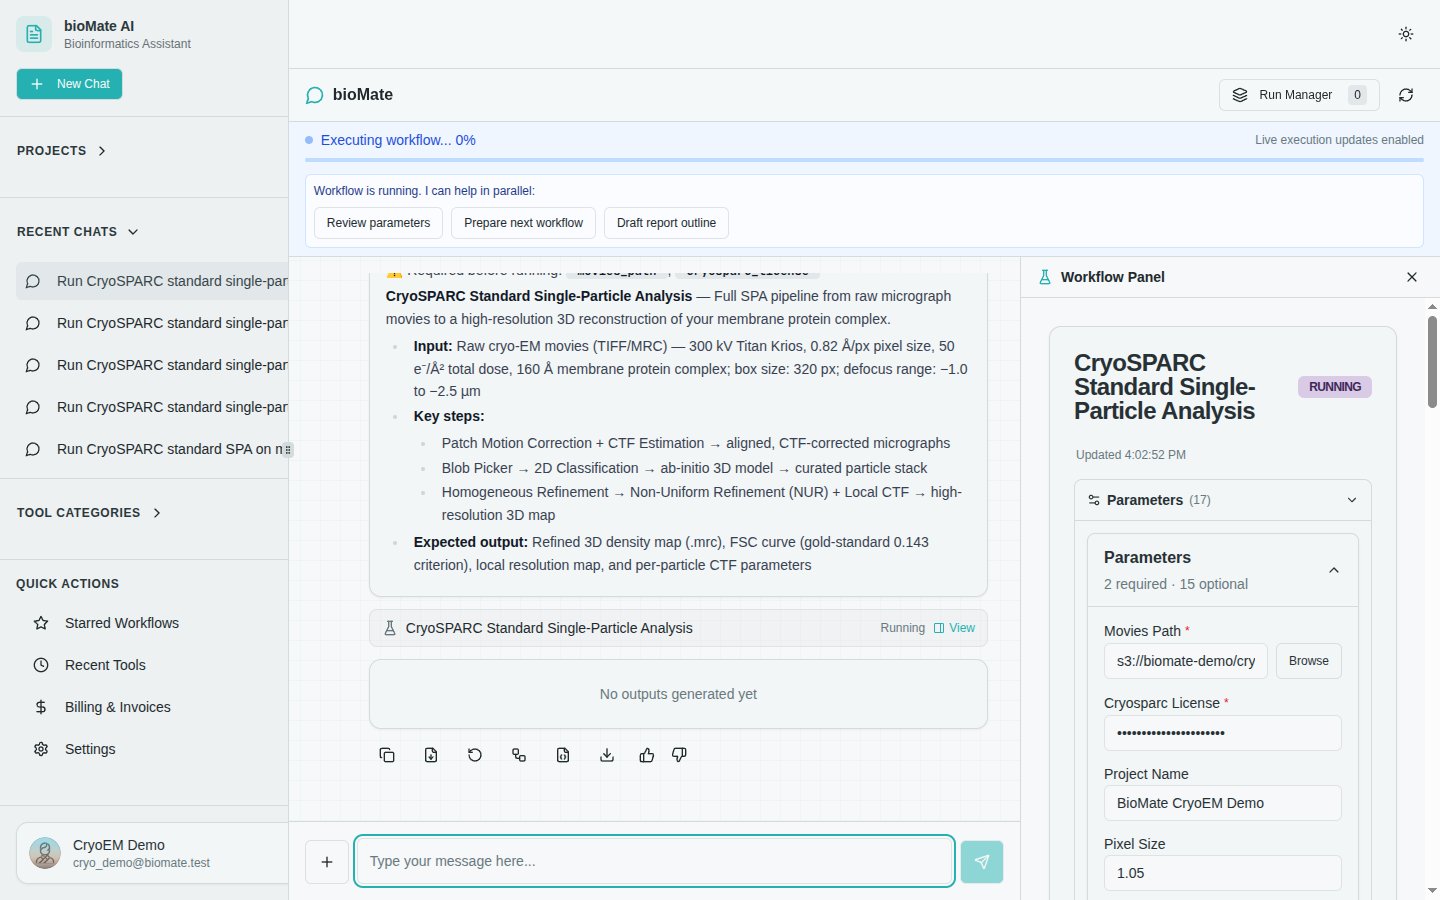 bioMate AI
Bioinformatics Assistant
New Chat
PROJECTS
RECENT CHATS
Run CryoSPARC standard single-par
Run CryoSPARC standard single-par
Run CryoSPARC standard single-par
Run CryoSPARC standard single-par
Run CryoSPARC standard SPA on n
TOOL CATEGORIES
QUICK ACTIONS
Starred Workflows
Recent Tools
Billing & Invoices
Settings
CryoEM Demo
cryo_demo@biomate.test
bioMate
Run Manager 0
Executing workflow... 0%
Live execution updates enabled
Workflow is running. I can help in parallel:
Review parameters
Prepare next workflow
Draft report outline
Required before running: movies_path, cryosparc_license
CryoSPARC Standard Single-Particle Analysis — Full SPA pipeline from raw micrograph
movies to a high-resolution 3D reconstruction of your membrane protein complex.
Input: Raw cryo-EM movies (TIFF/MRC) — 300 kV Titan Krios, 0.82 Å/px pixel size, 50
e⁻/Å² total dose, 160 Å membrane protein complex; box size: 320 px; defocus range: −1.0
to −2.5 µm
Key steps:
Patch Motion Correction + CTF Estimation → aligned, CTF-corrected micrographs
Blob Picker → 2D Classification → ab-initio 3D model → curated particle stack
Homogeneous Refinement → Non-Uniform Refinement (NUR) + Local CTF → high-
resolution 3D map
Expected output: Refined 3D density map (.mrc), FSC curve (gold-standard 0.143
criterion), local resolution map, and per-particle CTF parameters
CryoSPARC Standard Single-Particle Analysis
Running
View
No outputs generated yet
Type your message here...
Workflow Panel
CryoSPARC
Standard Single-
Particle Analysis
RUNNING
Updated 4:02:52 PM
Parameters (17)
Parameters
2 required · 15 optional
Movies Path *
s3://biomate-demo/cry
Browse
Cryosparc License *
••••••••••••••••••••••
Project Name
BioMate CryoEM Demo
Pixel Size
1.05